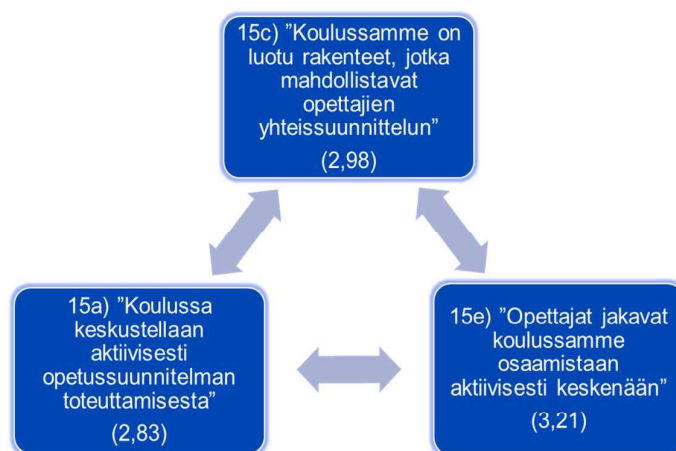 15c) ”Koulussamme on
luotu rakenteet, jotka
mahdollistavat
opettajien
yhteissuunnittelun”
(2,98)
15a) ”Koulussa
keskustellaan
aktiivisesti
opetussuunnitelman
toteuttamisesta”
(2,83)
15e) ”Opettajat jakavat
koulussamme
osaamistaan
aktiivisesti keskenään”
(3,21)